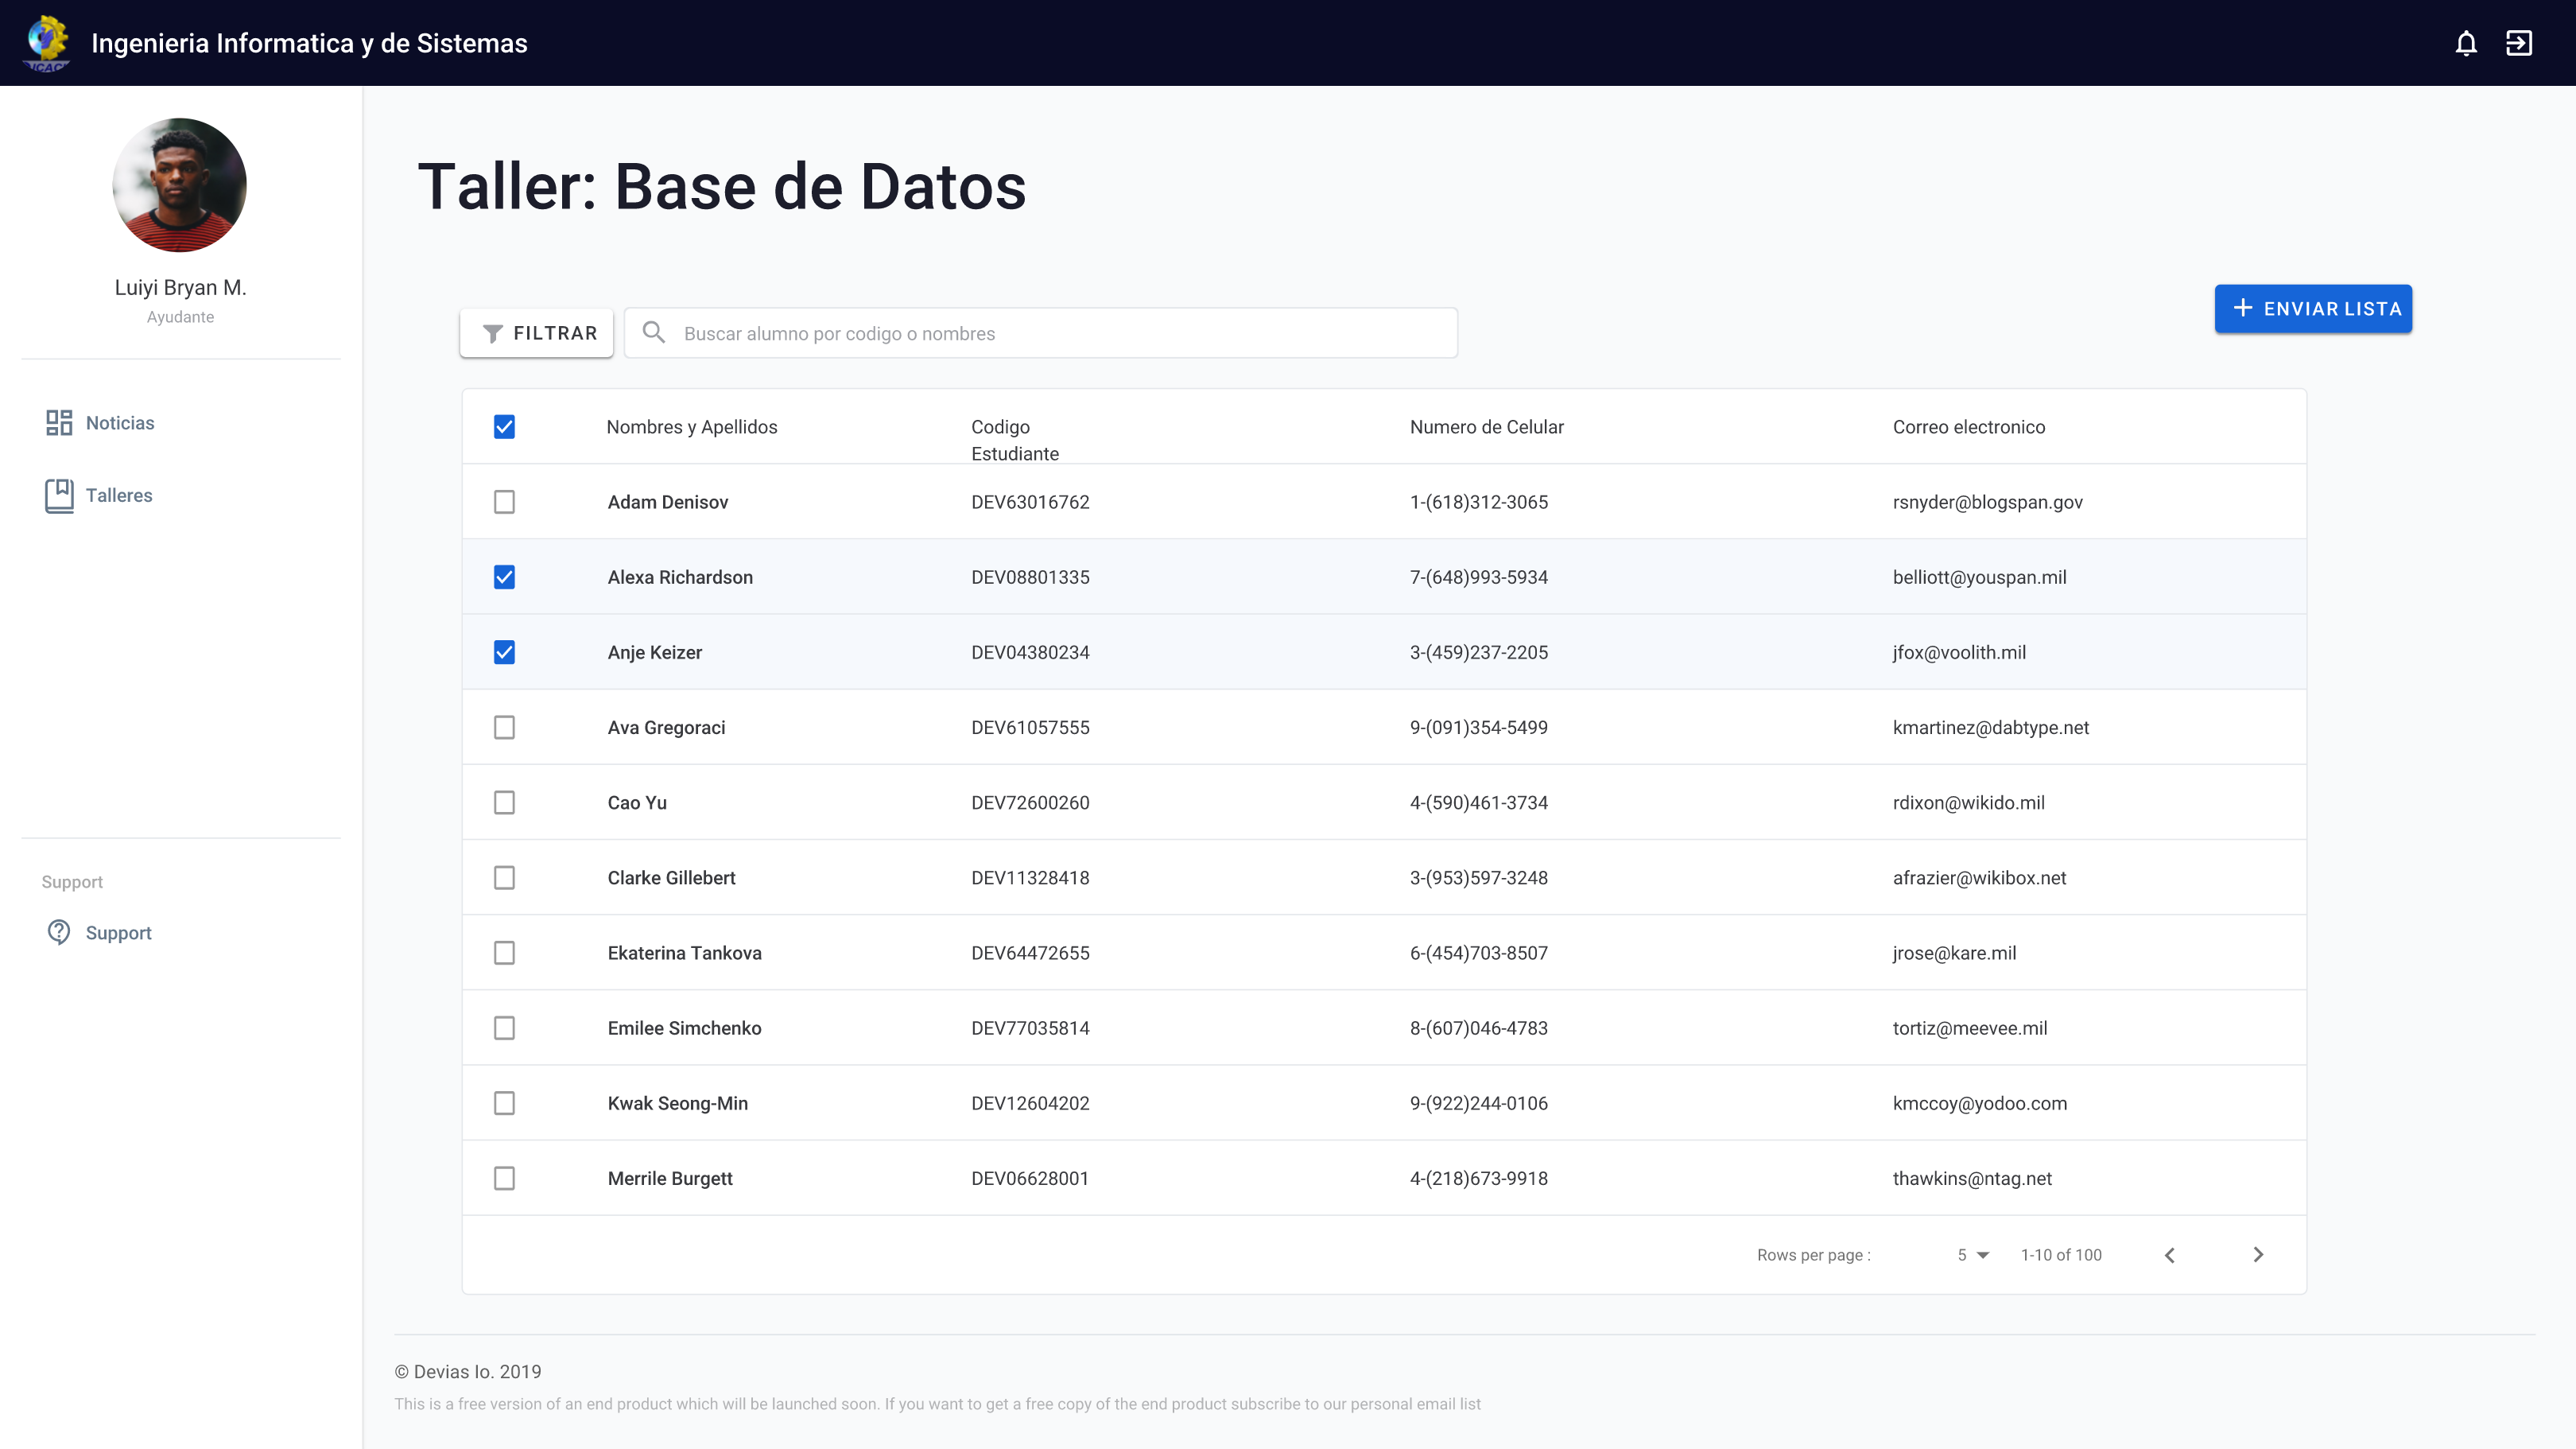 Ingenieria Informatica y de Sistemas
Luiyi Bryan M.
Ayudante
Noticias
Talleres
Support
Support
Taller: Base de Datos
FILTRAR
Buscar alumno por codigo o nombres
ENVIAR LISTA
Nombres y Apellidos Codigo Estudiante Numero de Celular Correo electronico
Adam Denisov DEV63016762 1-(618)312-3065 rsnyder@blogspan.gov
Alexa Richardson DEV08801335 7-(648)993-5934 belliott@youspan.mil
Anje Keizer DEV04380234 3-(459)237-2205 jfox@voolith.mil
Ava Gregoraci DEV61057555 9-(091)354-5499 kmartinez@dabtype.net
Cao Yu DEV72600260 4-(590)461-3734 rdixon@wikido.mil
Clarke Gillebert DEV11328418 3-(953)597-3248 afrazier@wikibox.net
Ekaterina Tankova DEV64472655 6-(454)703-8507 jrose@kare.mil
Emilee Simchenko DEV77035814 8-(607)046-4783 tortiz@meevee.mil
Kwak Seong-Min DEV12604202 9-(922)244-0106 kmccoy@yodoo.com
Merrile Burgett DEV06628001 4-(218)673-9918 thawkins@ntag.net
Rows per page : 5 1-10 of 100
© Devias Io. 2019
This is a free version of an end product which will be launched soon. If you want to get a free copy of the end product subscribe to our personal email list